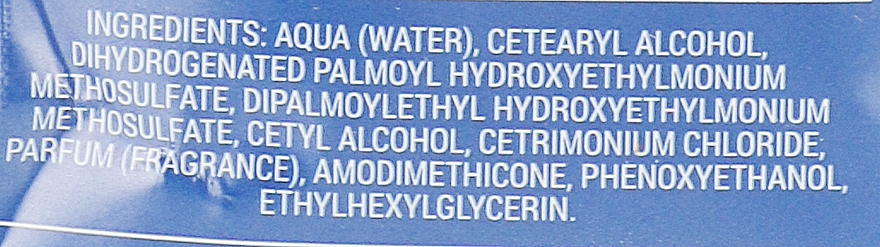 INGREDIENTS: AQUA (WATER), CETEARYL ALCOHOL,
DIHYDROGENATED PALMOYL HYDROXYETHYLMONIUM
METHOSULFATE, DIPALMOYLETHYL HYDROXYETHYLMONIUM
METHOSULFATE, CETYL ALCOHOL, CETRIMONIUM CHLORIDE,
PARFUM (FRAGRANCE), AMODIMETHICONE, PHENOXYETHANOL,
ETHYLHEXYLGLYCERIN.